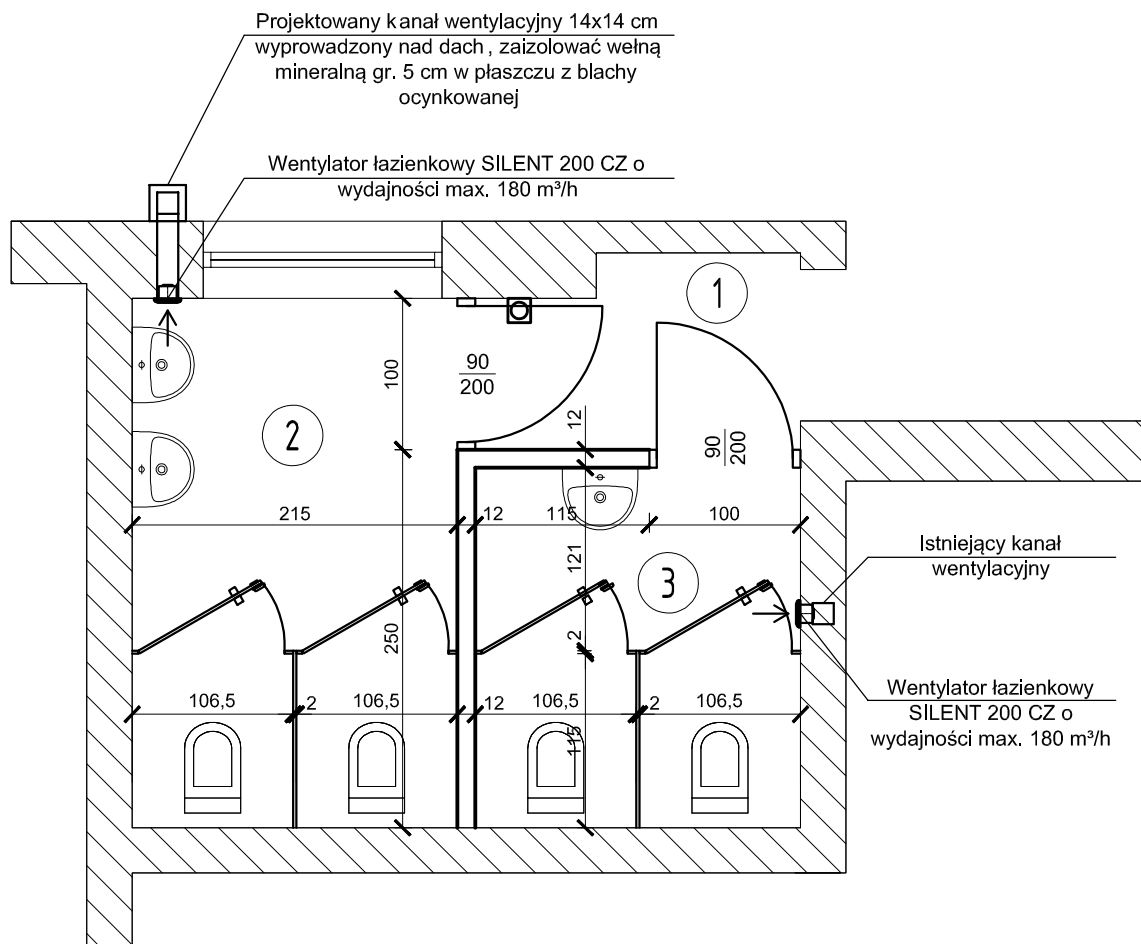 Projektowany kanał wentylacyjny 14x14 cm
wyprowadzony nad dach, zaizolować wełną
mineralną gr. 5 cm w płaszczu z blachy
ocynkowanej
Wentylator łazienkowy SILENT 200 CZ o
wydajności max. 180 m³/h
1
90
200
100
2
12
90
200
215
12
115
100
Istniejący kanał
wentylacyjny
121
3
250
2
106,5
2
106,5
12
106,5
2
106,5
115
Wentylator łazienkowy
SILENT 200 CZ o
wydajności max. 180 m³/h